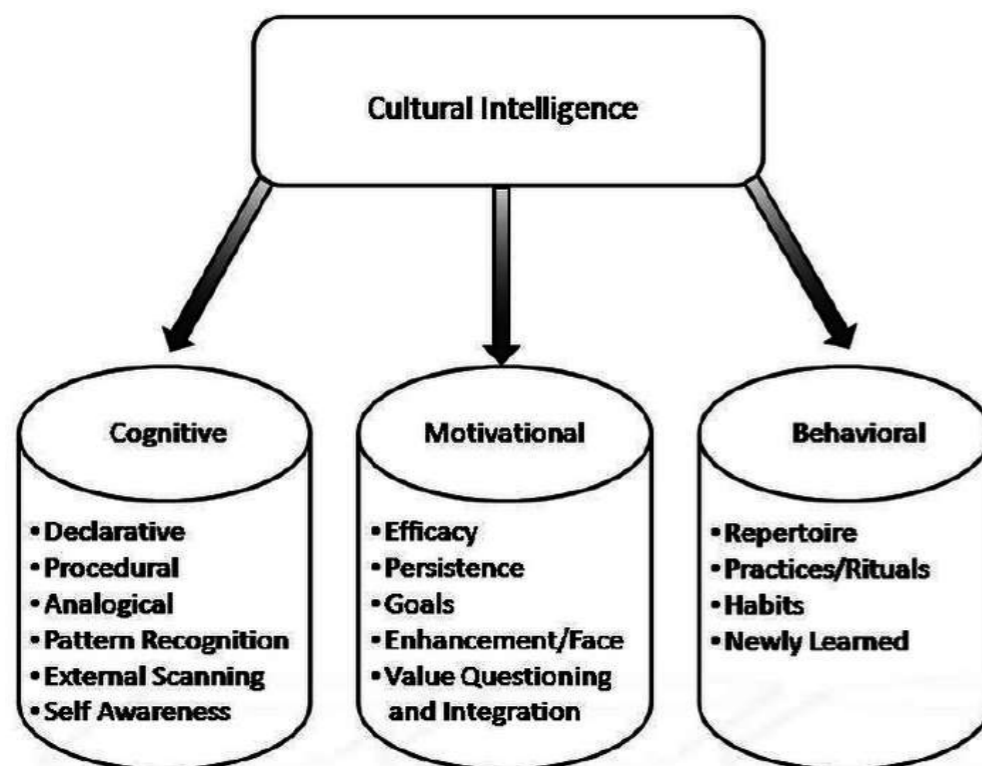 Cultural Intelligence
Cognitive
•Declarative
•Procedural
•Analogical
•Pattern Recognition
•External Scanning
•Self Awareness
Motivational
•Efficacy
•Persistence
•Goals
•Enhancement/Face
•Value Questioning
and Integration
Behavioral
•Repertoire
•Practices/Rituals
•Habits
•Newly Learned